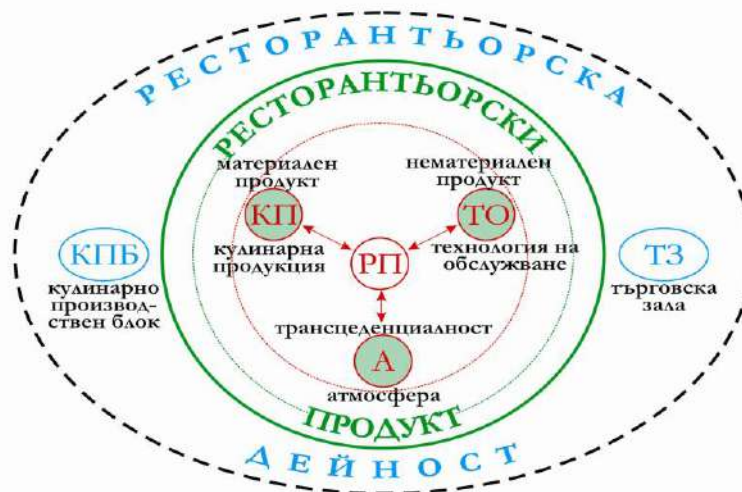 РЕСТОРАНТЬОРСКА
РЕСТОРАНТЬОРСКИ
материален
продукт
КП
кулинарна
продукция
нематериален
продукт
ТО
технология на
обслужване
КПБ
кулинарно
производ-
ствен блок
РП
ТЗ
търговска
зала
трансцеденциалност
А
атмосфера
ПРОДУКТ
ДЕЙНОСТ